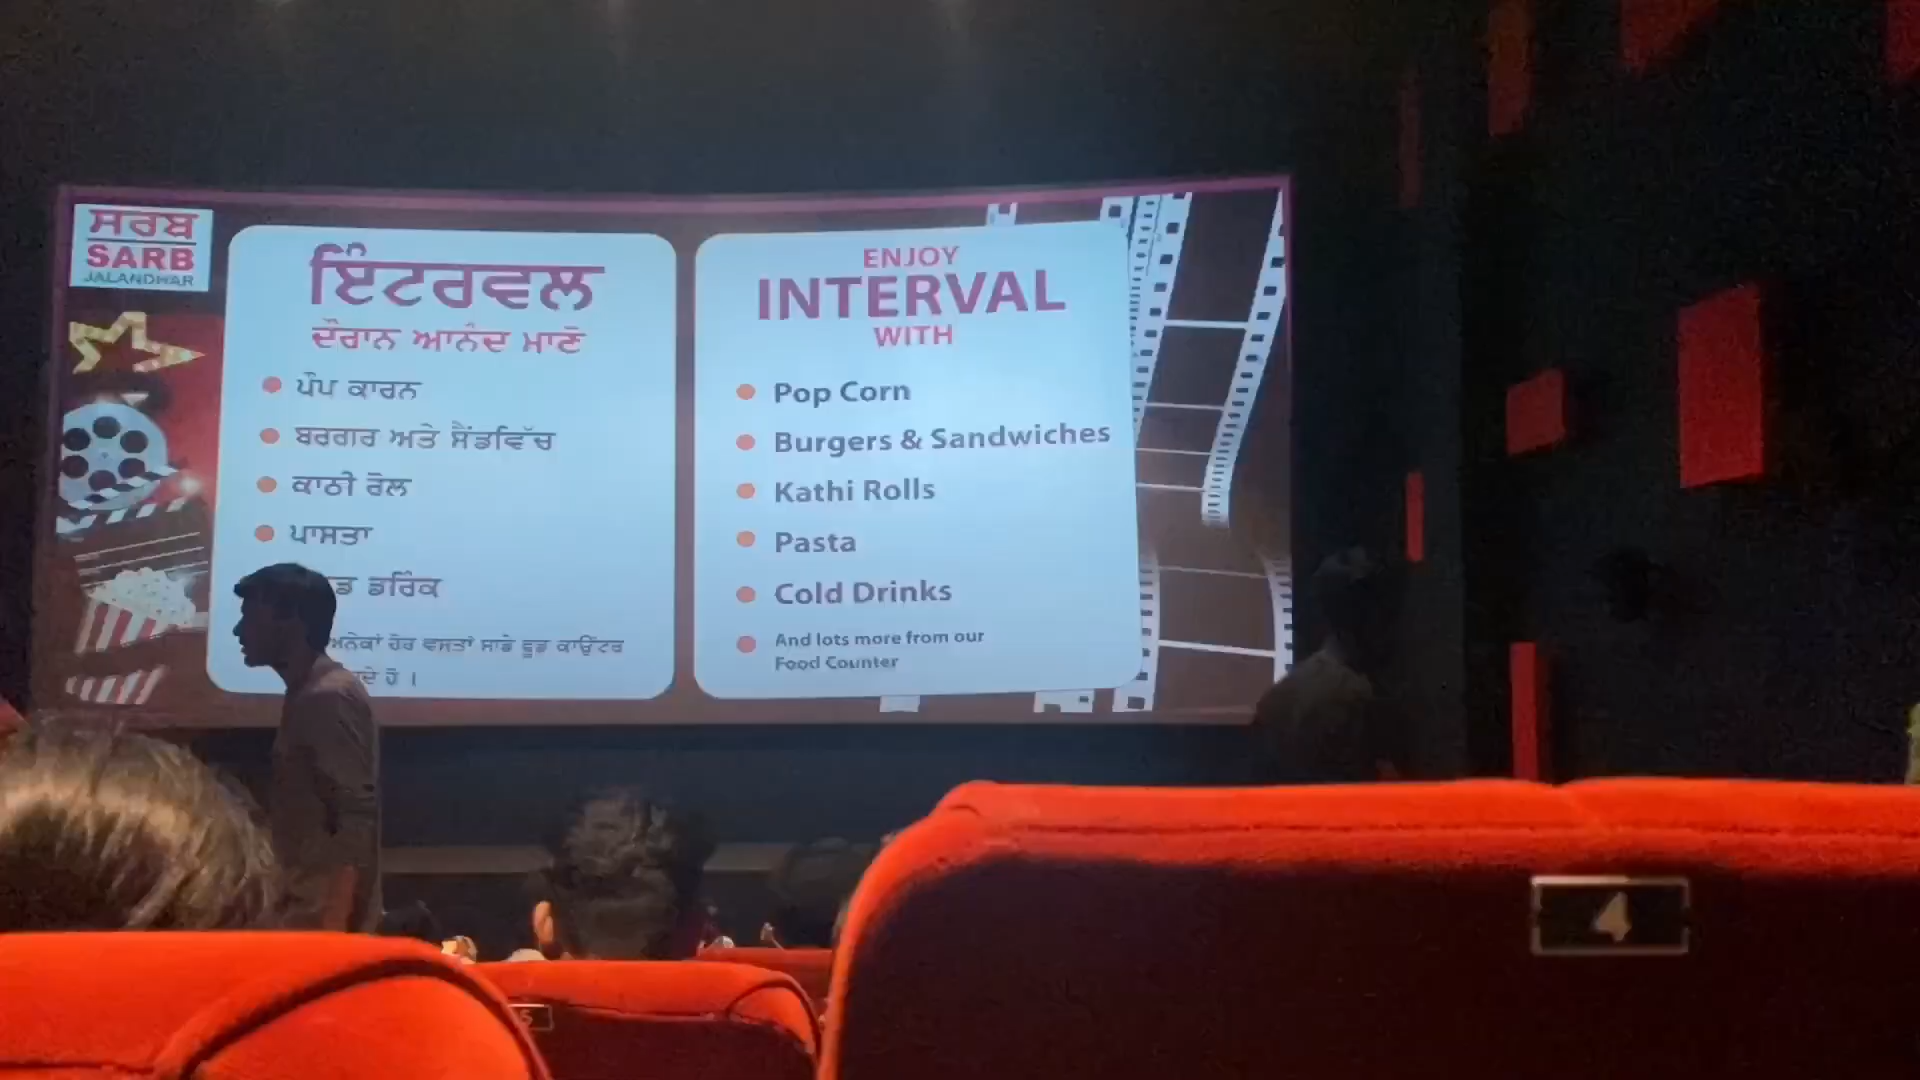 ਸਰਬ
SARB
JALANDHAR
ਇੰਟਰਵਲ
ਦੌਰਾਨ ਆਨੰਦ ਮਾਣੋ
ਪੌਪ ਕਾਰਨ
ਬਰਗਰ ਅਤੇ ਸੈਂਡਵਿੱਚ
ਕਾਠੀ ਰੋਲ
ਪਾਸਤਾ
ਡਰਿੰਕ
ਅਨੇਕਾਂ ਹੋਰ ਵਸਤਾਂ ਸਾਡੇ ਫੂਡ ਕਾਊਂਟਰ
ਹੋ ।
ENJOY
INTERVAL
WITH
Pop Corn
Burgers & Sandwiches
Kathi Rolls
Pasta
Cold Drinks
And lots more from our
Food Counter
4
5